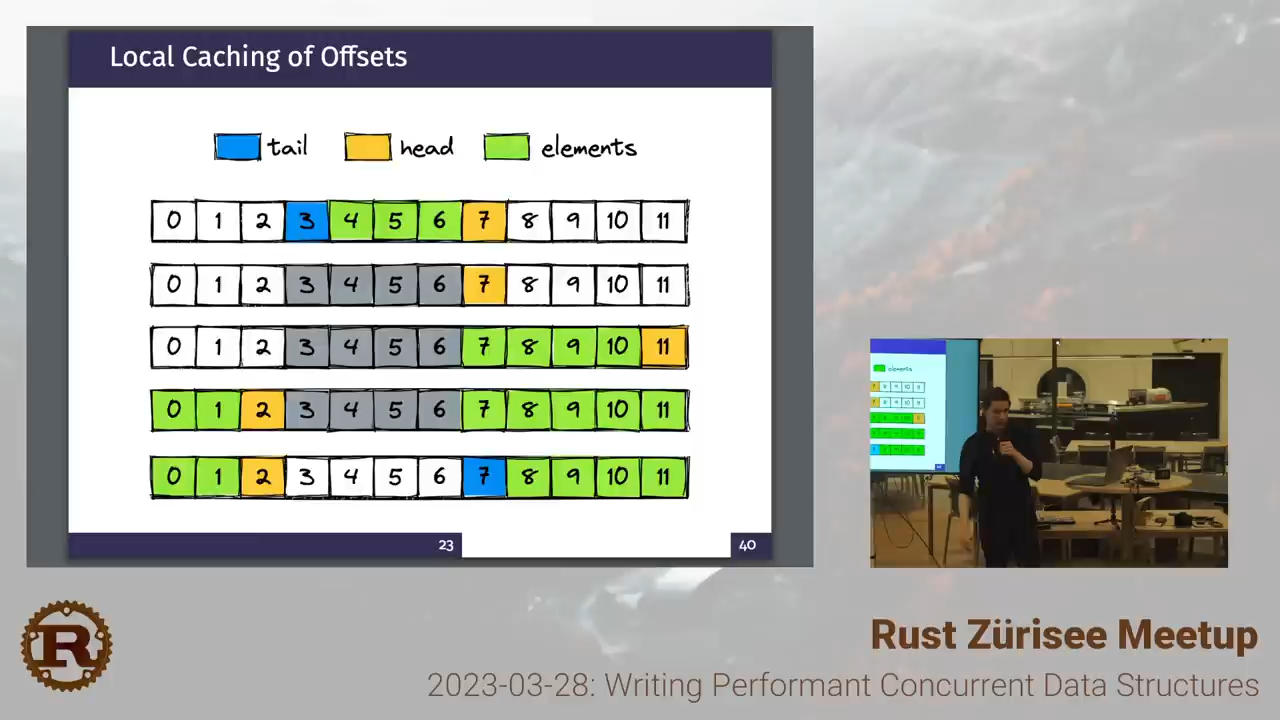 Local Caching of Offsets
tail head elements
0 1 2 3 4 5 6 7 8 9 10 11
0 1 2 3 4 5 6 7 8 9 10 11
0 1 2 3 4 5 6 7 8 9 10 11
0 1 2 3 4 5 6 7 8 9 10 11
0 1 2 3 4 5 6 7 8 9 10 11
23 40
elements
R
Rust Zürisee Meetup
2023-03-28: Writing Performant Concurrent Data Structures